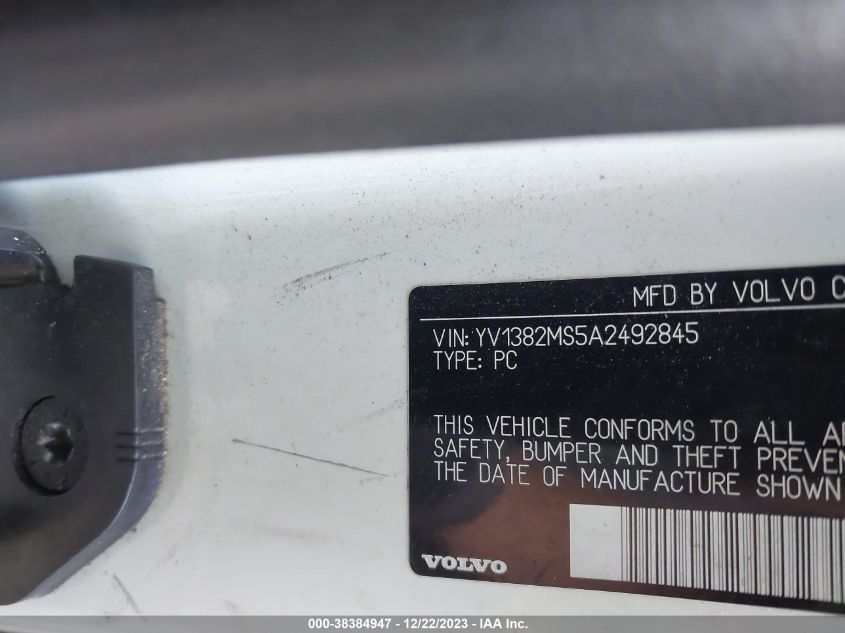 MFD BY VOLVO C
VIN: YV1382MS5A2492845
TYPE: PC
THIS VEHICLE CONFORMS TO ALL A
SAFETY, BUMPER AND THEFT PREVEN
THE DATE OF MANUFACTURE SHOWN
VOLVO
000-38384947 - 12/22/2023 - IAA Inc.